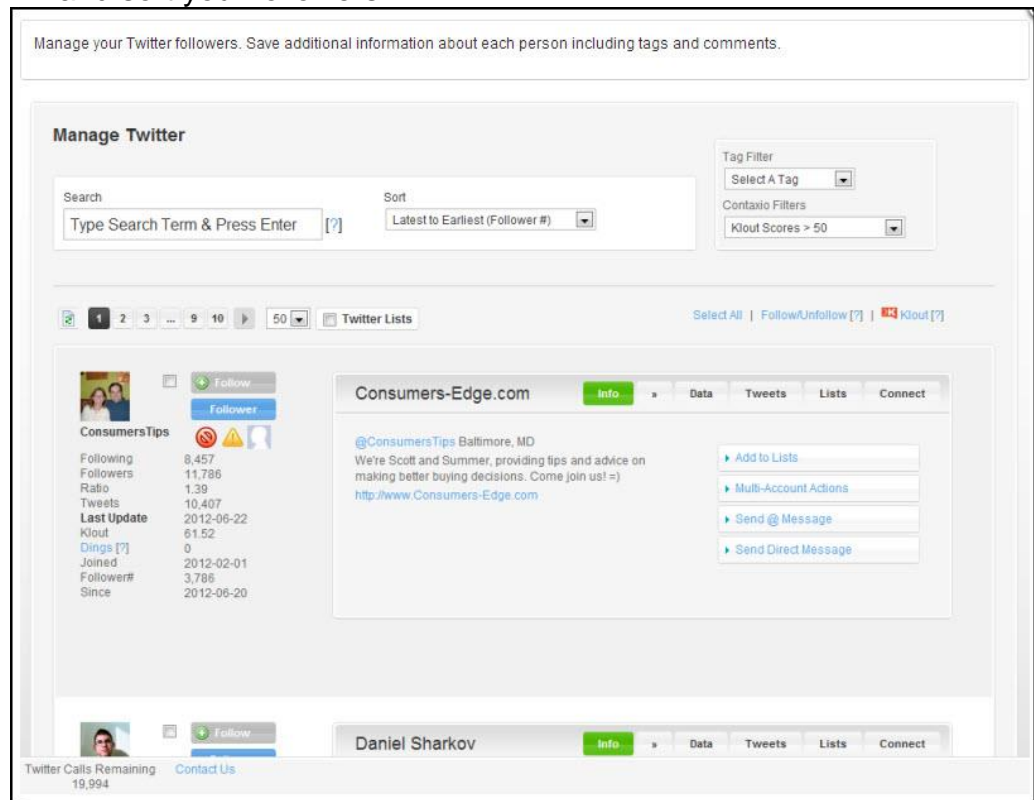 Manage your Twitter followers. Save additional information about each person including tags and comments.
Manage Twitter
Tag Filter
Select A Tag
Search
Sort
Contaxio Filters
Type Search Term & Press Enter [?]
Latest to Earliest (Follower #)
Klout Scores > 50
1 2 3 ... 9 10 50 Twitter Lists
Select All | Follow/Unfollow [?] | Klout [?]
Follow
Follower
ConsumersTips
Following 8,457
Followers 11,786
Ratio 1.39
Tweets 10,407
Last Update 2012-06-22
Klout 61.52
Dings [?] 0
Joined 2012-02-01
Follower# 3,786
Since 2012-06-20
Consumers-Edge.com
Info » Data Tweets Lists Connect
@ConsumersTips Baltimore, MD
We're Scott and Summer, providing tips and advice on
making better buying decisions. Come join us! =)
http://www.Consumers-Edge.com
Add to Lists
Multi-Account Actions
Send @ Message
Send Direct Message
Follow
Daniel Sharkov
Info » Data Tweets Lists Connect
Twitter Calls Remaining
19,994
Contact Us